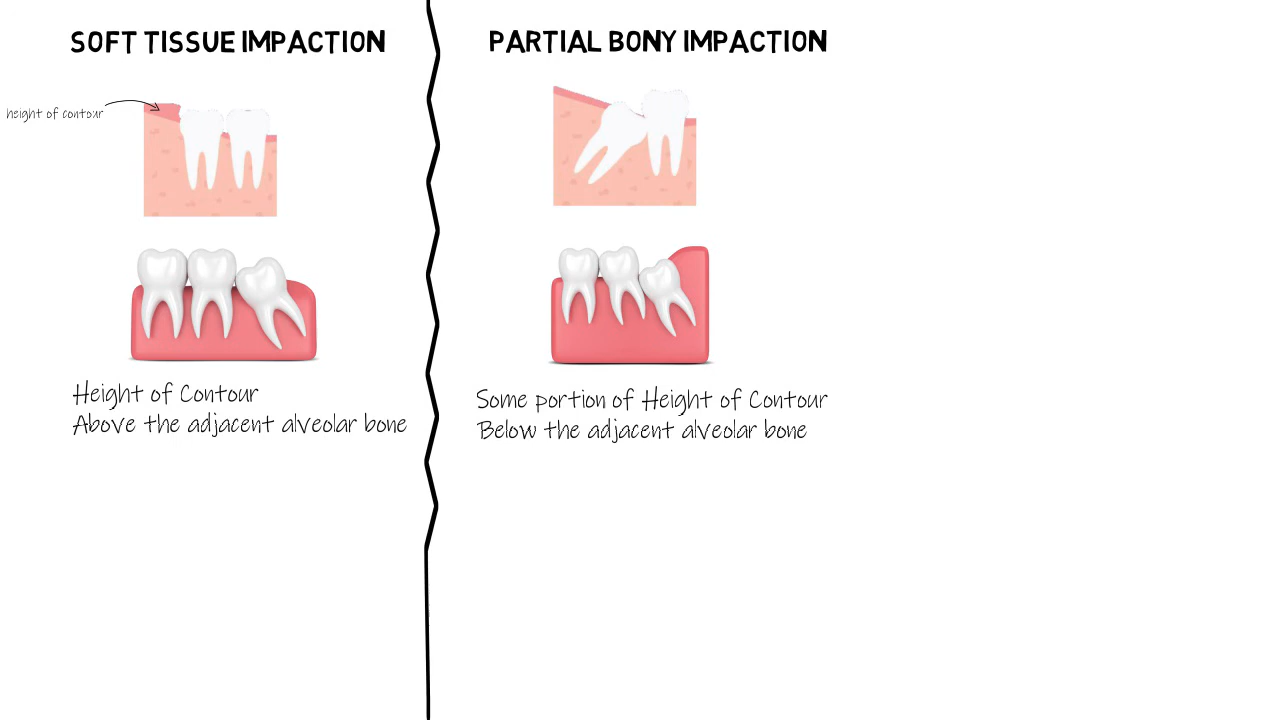 SOFT TISSUE IMPACTION
height of contour
Height of Contour
Above the adjacent alveolar bone
PARTIAL BONY IMPACTION
Some portion of Height of Contour
Below the adjacent alveolar bone